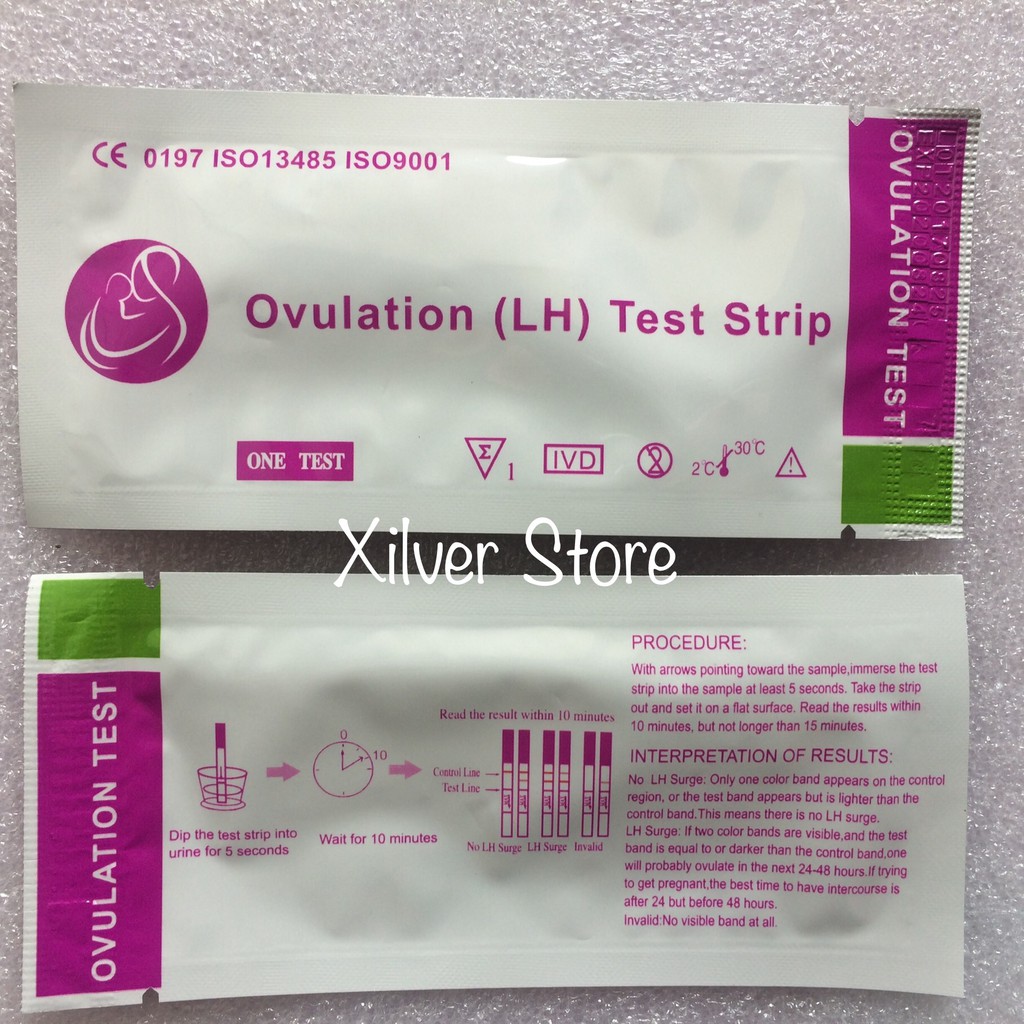 CE 0197 ISO13485 ISO9001
Ovulation (LH) Test Strip
ONE TEST
Σ 1
IVD
2
2°C
30°C
OVULATION TEST
Xilver Store
OVULATION TEST
Dip the test strip into
urine for 5 seconds
0
10
Wait for 10 minutes
Read the result within 10 minutes
Control Line
Test Line
No LH Surge LH Surge Invalid
PROCEDURE:
With arrows pointing toward the sample,immerse the test
strip into the sample at least 5 seconds. Take the strip
out and set it on a flat surface. Read the results within
10 minutes, but not longer than 15 minutes.
INTERPRETATION OF RESULTS:
No LH Surge: Only one color band appears on the control
region, or the test band appears but is lighter than the
control band.This means there is no LH surge.
LH Surge: If two color bands are visible,and the test
band is equal to or darker than the control band,one
will probably ovulate in the next 24-48 hours.If trying
to get pregnant,the best time to have intercourse is
after 24 but before 48 hours.
Invalid:No visible band at all.